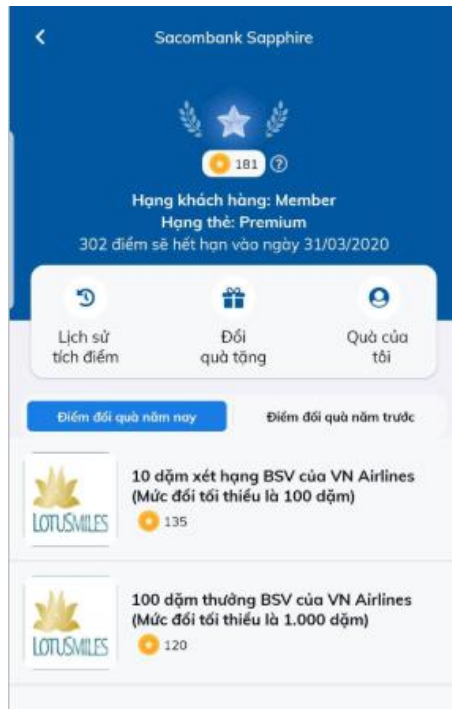 Sacombank Sapphire
181 ?
Hạng khách hàng: Member
Hạng thẻ: Premium
302 điểm sẽ hết hạn vào ngày 31/03/2020
Lịch sử
tích điểm
Đổi
quà tặng
Quà của
tôi
Điểm đổi quà năm nay
Điểm đổi quà năm trước
10 dặm xét hạng BSV của VN Airlines
(Mức đổi tối thiểu là 100 dặm)
LOTUSMILES
135
100 dặm thưởng BSV của VN Airlines
(Mức đổi tối thiểu là 1.000 dặm)
LOTUSMILES
120